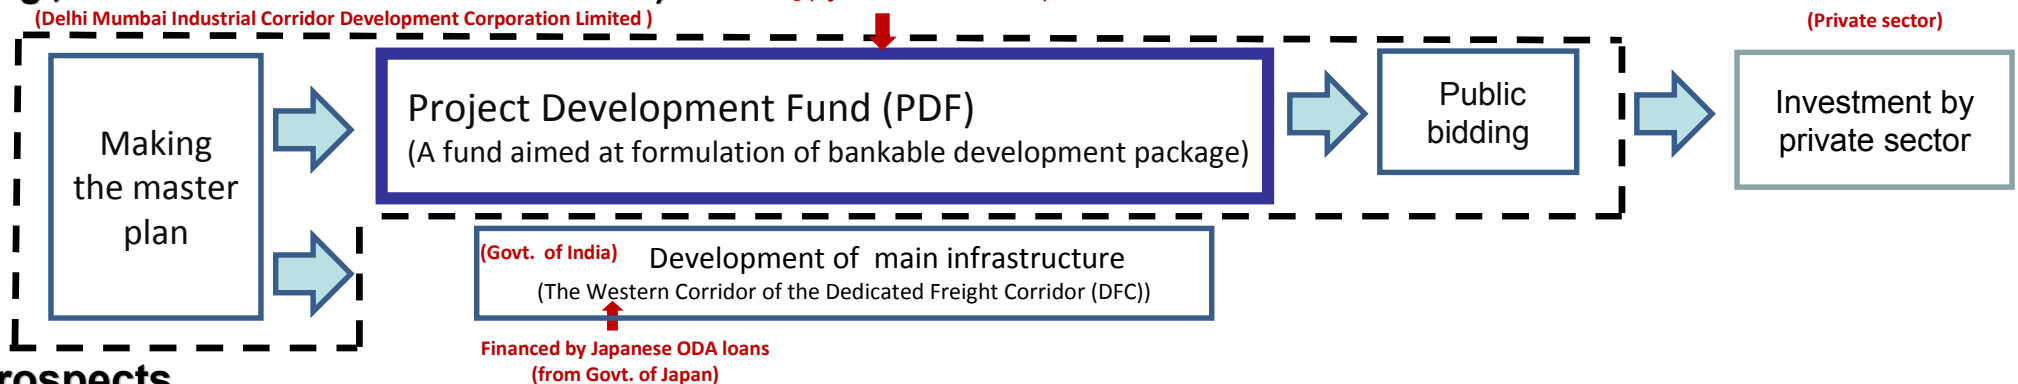 (Delhi Mumbai Industrial Corridor Development Corporation Limited )
(Private sector)
Making
the master
plan
Project Development Fund (PDF)
(A fund aimed at formulation of bankable development package)
Public
bidding
Investment by
private sector
(Govt. of India) Development of main infrastructure
(The Western Corridor of the Dedicated Freight Corridor (DFC))
Financed by Japanese ODA loans
(from Govt. of Japan)